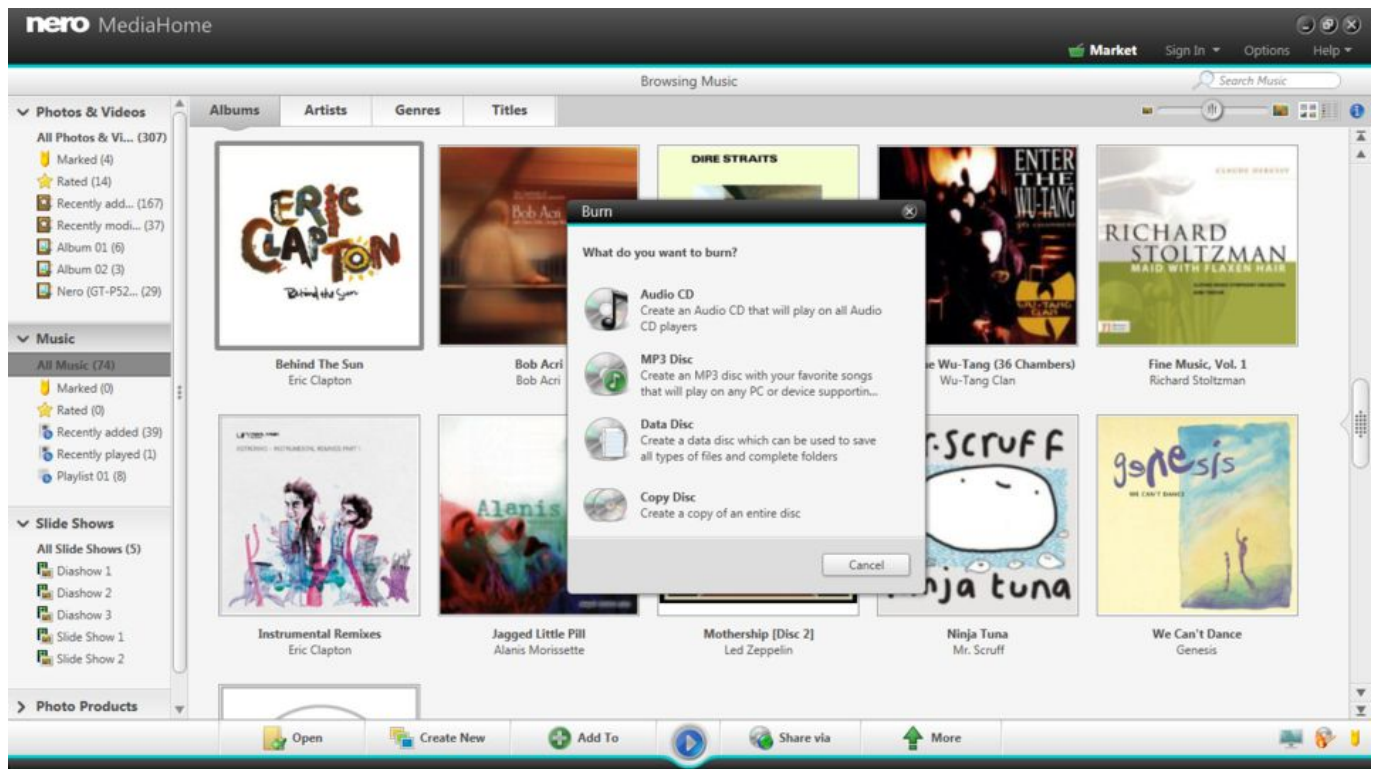 nero MediaHome
Market Sign In Options Help
Browsing Music
Search Music
Photos & Videos
All Photos & Vi... (307)
Marked (4)
Rated (14)
Recently add... (167)
Recently modi... (37)
Album 01 (6)
Album 02 (3)
Nero (GT-P52... (29)
Music
All Music (74)
Marked (0)
Rated (0)
Recently added (39)
Recently played (1)
Playlist 01 (8)
Slide Shows
All Slide Shows (5)
Diashow 1
Diashow 2
Diashow 3
Slide Show 1
Slide Show 2
Photo Products
Albums Artists Genres Titles
ERIC
CLAPTON
Behind the Sun
Behind The Sun
Eric Clapton
Bob Acri
Bob Acri
Bob Acri
DIRE STRAITS
ENTER
THE
WU-TANG
WU-TANG
CLAN
e Wu-Tang (36 Chambers)
Wu-Tang Clan
CLAUDE DEBUSSY
RICHARD
STOLTZMAN
MAID WITH FLAXEN HAIR
Fine Music, Vol. 1
Richard Stoltzman
Burn
What do you want to burn?
Audio CD
Create an Audio CD that will play on all Audio
CD players
MP3 Disc
Create an MP3 disc with your favorite songs
that will play on any PC or device supportin...
Data Disc
Create a data disc which can be used to save
all types of files and complete folders
Copy Disc
Create a copy of an entire disc
Cancel
Instrumental Remixes
Eric Clapton
Alanis
Jagged Little Pill
Alanis Morissette
Mothership [Disc 2]
Led Zeppelin
r.scruff
nja tuna
Ninja Tuna
Mr. Scruff
genesis
WE CAN'T DANCE
We Can't Dance
Genesis
Open Create New Add To Share via More